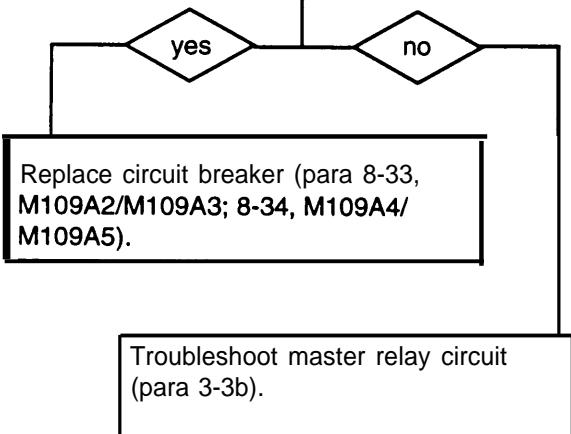 yes
no
Replace circuit breaker (para 8-33,
M109A2/M109A3; 8-34, M109A4/
M109A5).
Troubleshoot master relay circuit
(para 3-3b).